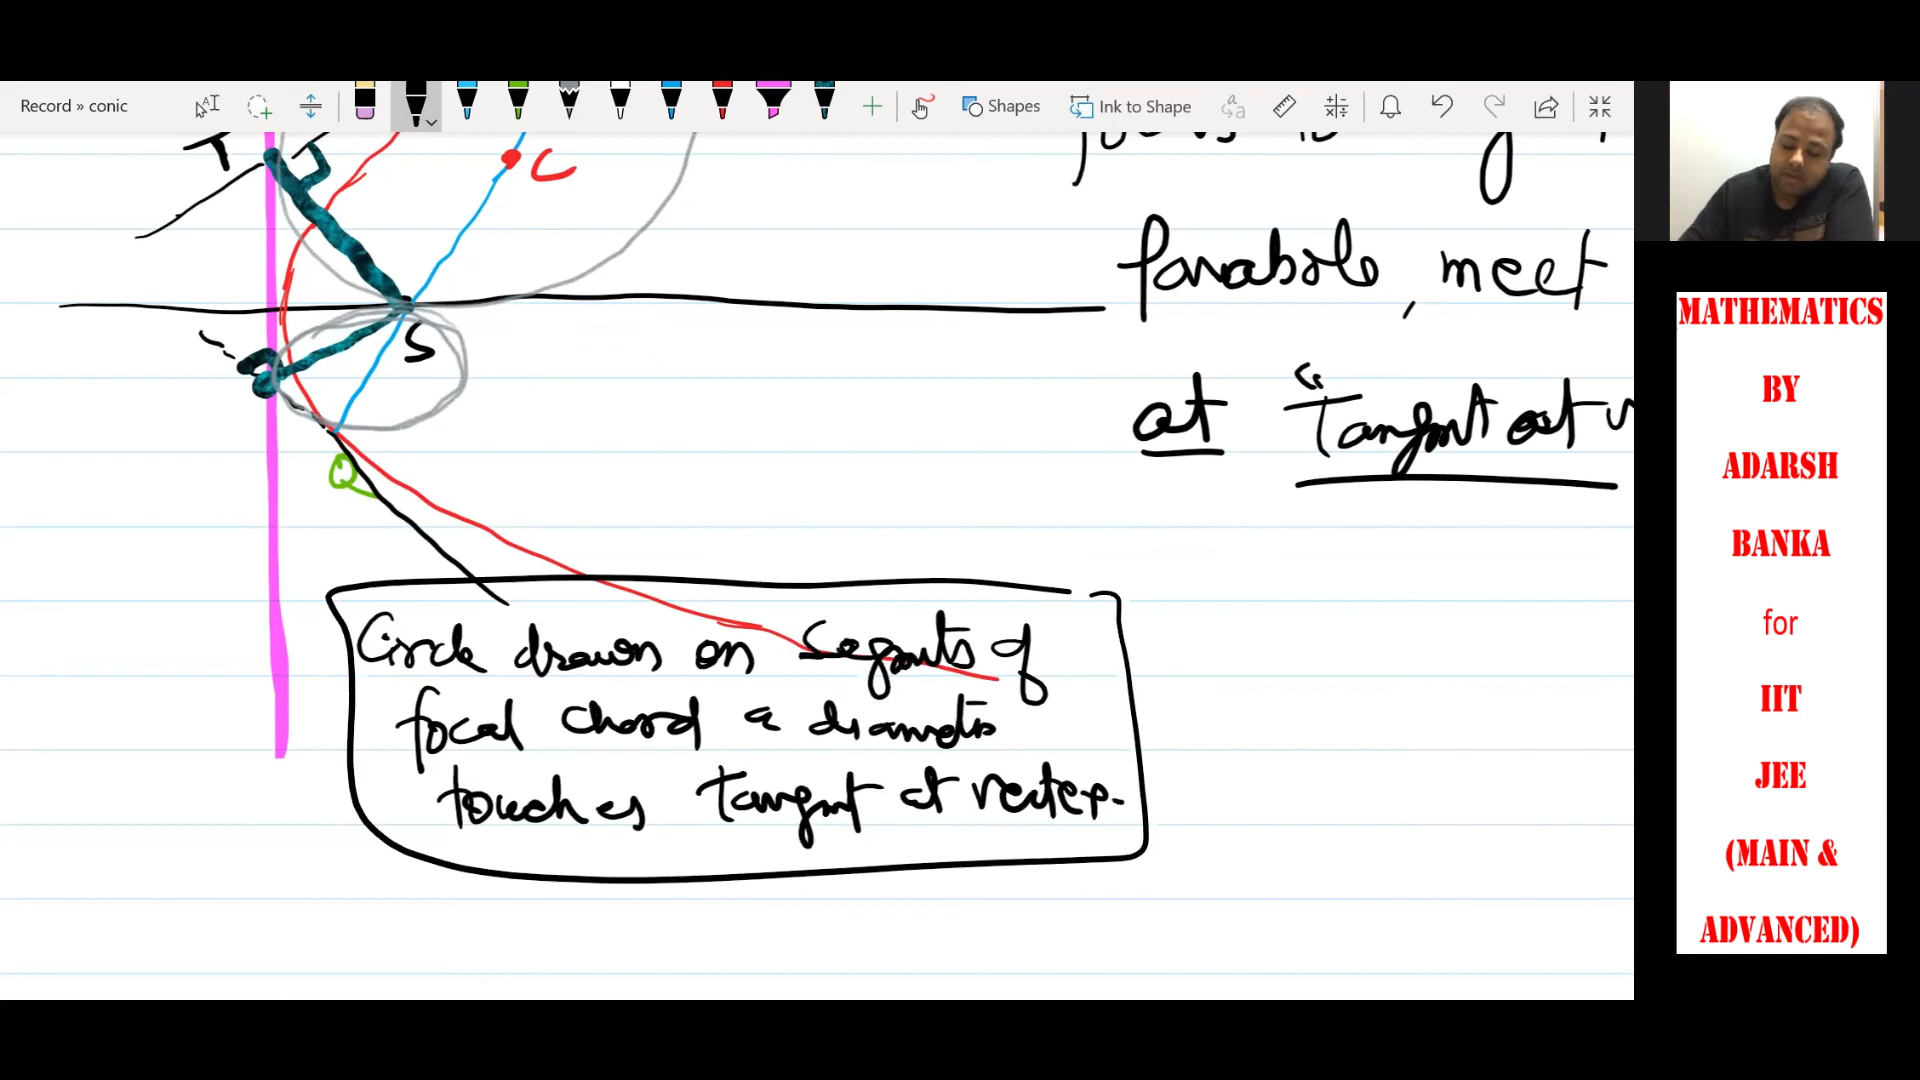 Record » conic
Shapes
Ink to Shape
T
C
S
Q
Parabola, meet
at "Tangent at
Circle drawn on segments of
focal chord as diameter
touches tangent at vertex.
MATHEMATICS
BY
ADARSH
BANKA
for
IIT
JEE
(MAIN &
ADVANCED)